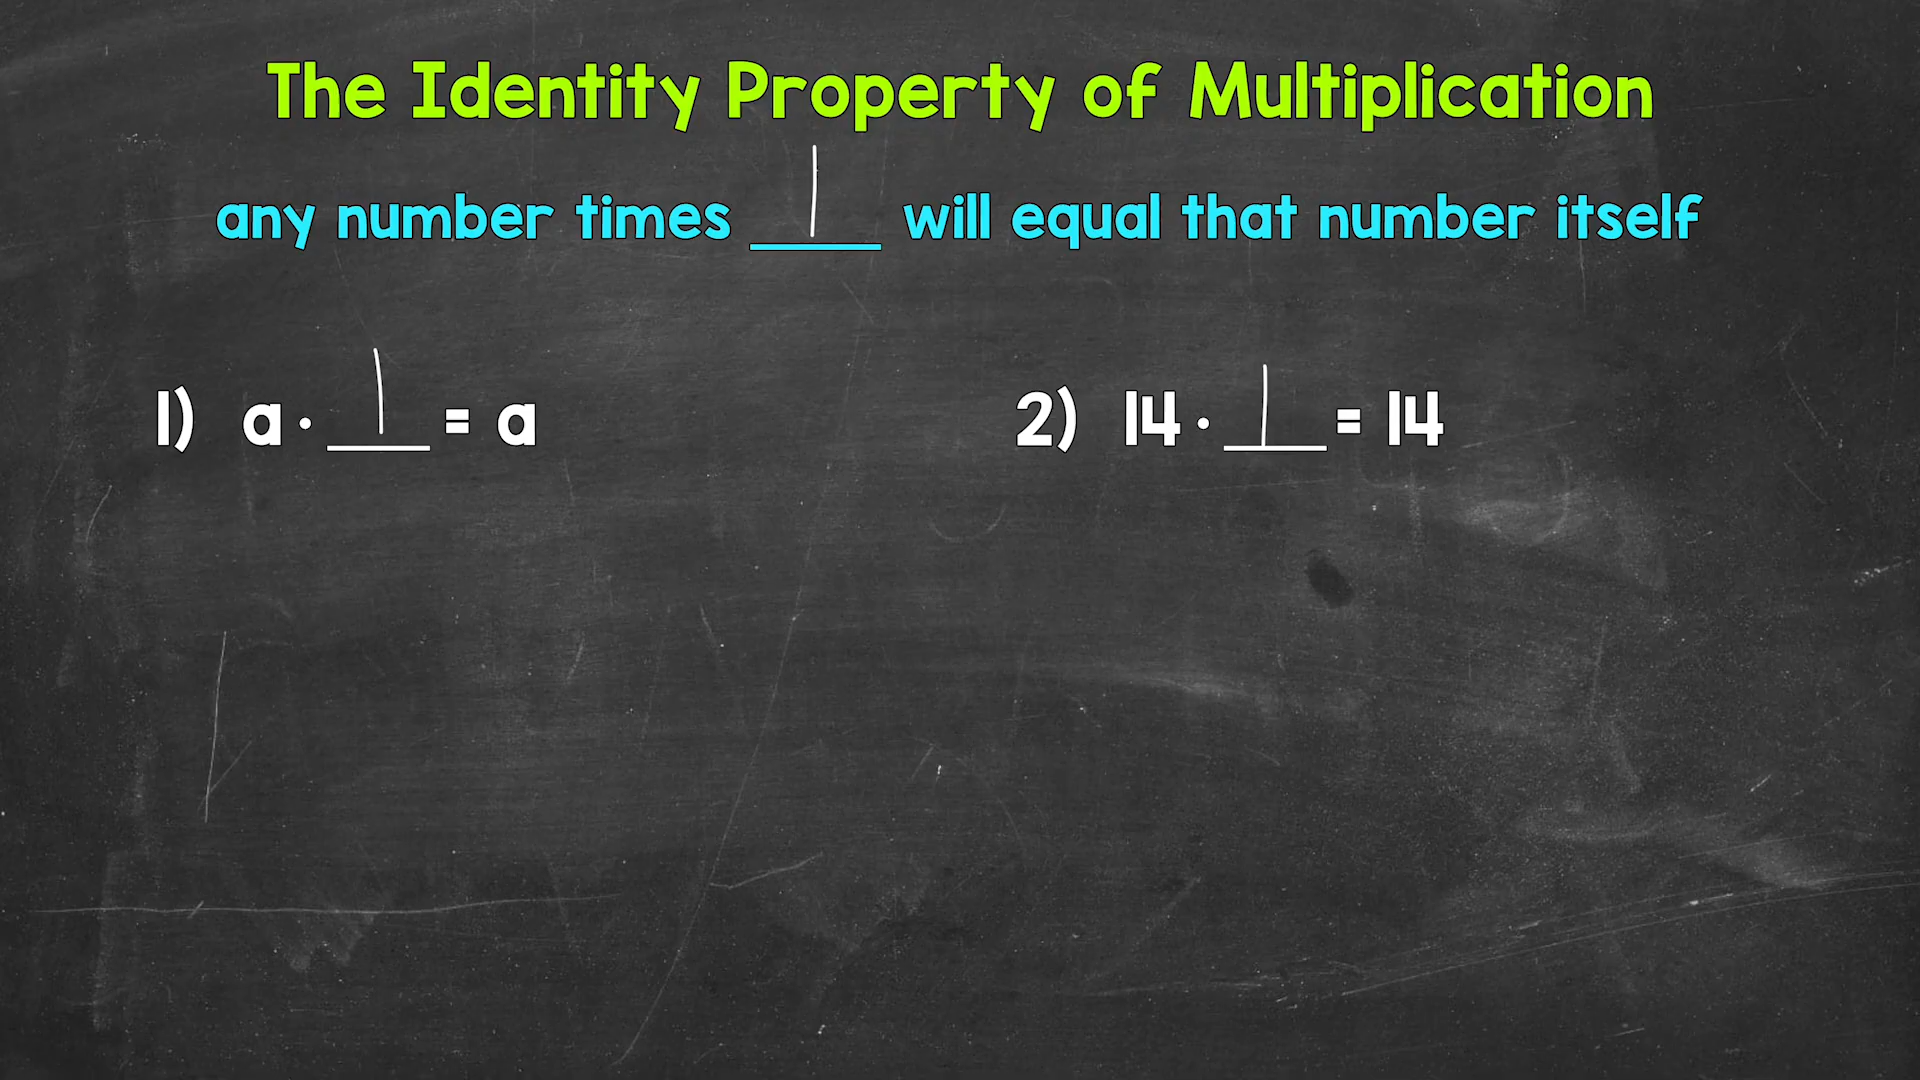 The Identity Property of Multiplication
any number times 1 will equal that number itself
1) a · 1 = a
2) 14 · 1 = 14